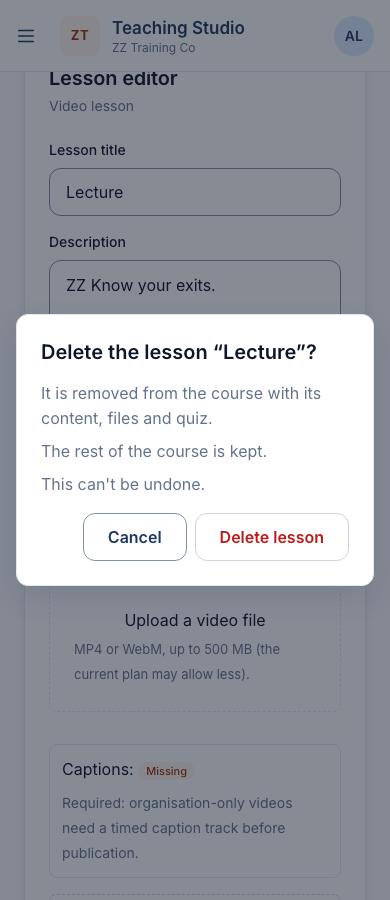 ZT
Teaching Studio
ZZ Training Co
AL
Lesson editor
Video lesson
Lesson title
Lecture
Description
ZZ Know your exits.
Delete the lesson “Lecture”?
It is removed from the course with its
content, files and quiz.
The rest of the course is kept.
This can't be undone.
Cancel
Delete lesson
Upload a video file
MP4 or WebM, up to 500 MB (the
current plan may allow less).
Captions: Missing
Required: organisation-only videos
need a timed caption track before
publication.